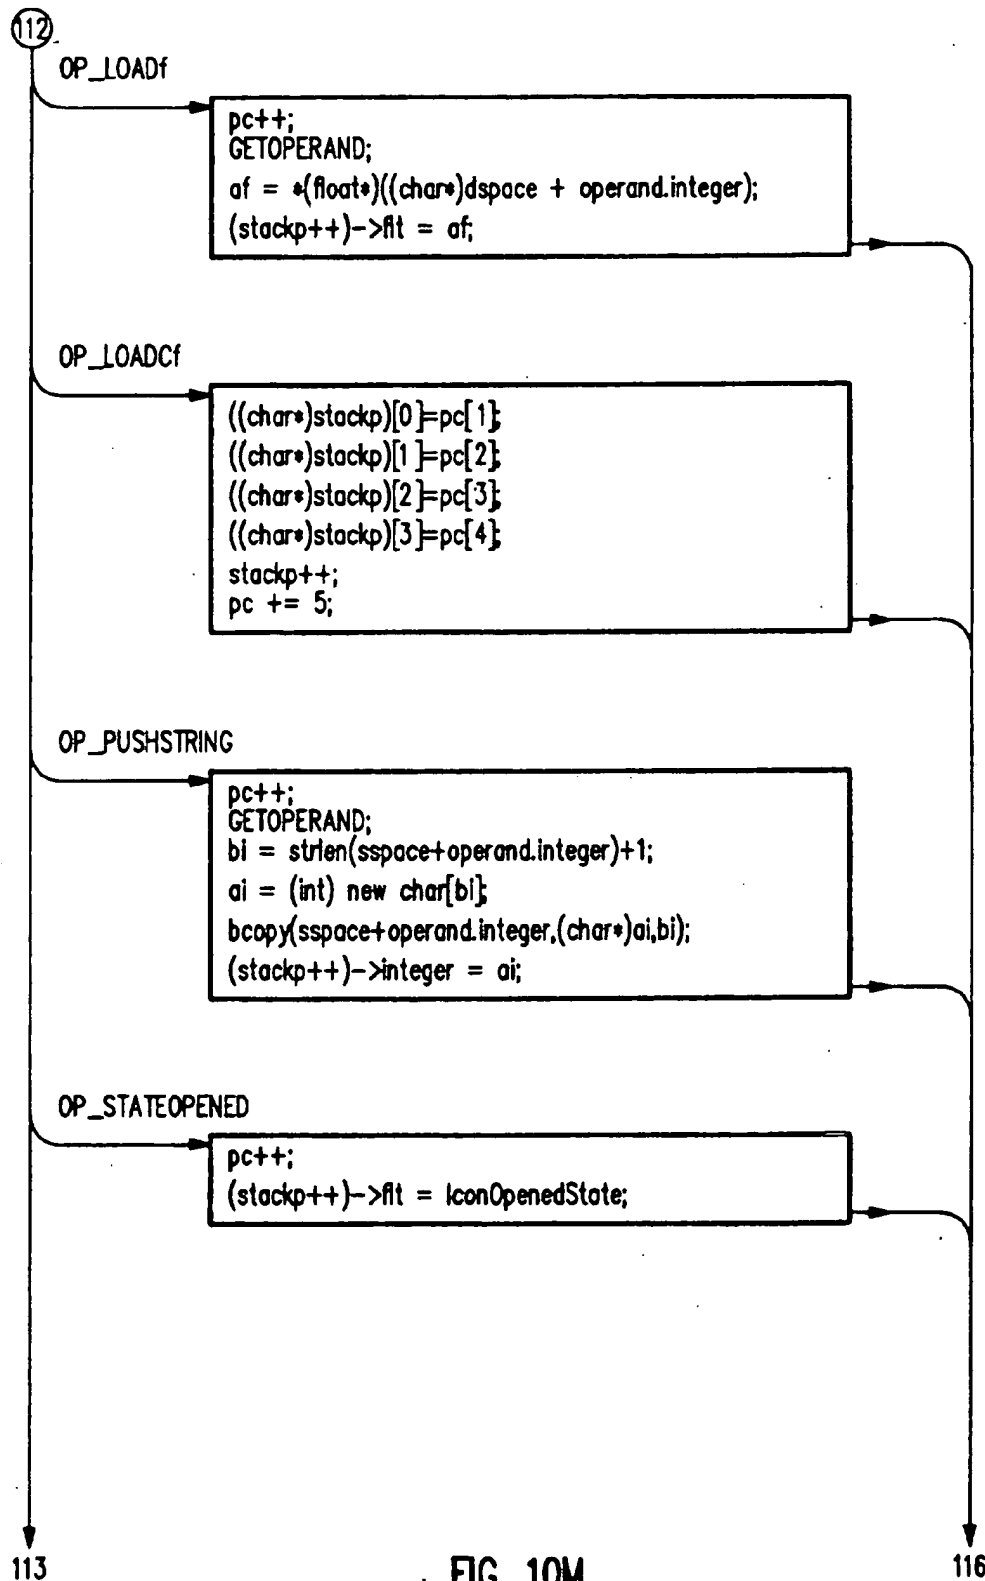 112
OP_LOADf
pc++;
GETOPERAND;
af = *(float*)((char*)dspace + operand.integer);
(stackp++)->flt = af;
OP_LOADCf
((char*)stackp)[0]=pc[1];
((char*)stackp)[1]=pc[2];
((char*)stackp)[2]=pc[3];
((char*)stackp)[3]=pc[4];
stackp++;
pc += 5;
OP_PUSHSTRING
pc++;
GETOPERAND;
bi = strlen(sspace+operand.integer)+1;
ai = (int) new char[bi];
bcopy(sspace+operand.integer,(char*)ai,bi);
(stackp++)->integer = ai;
OP_STATEOPENED
pc++;
(stackp++)->flt = IconOpenedState;
113
FIG. 10M
116